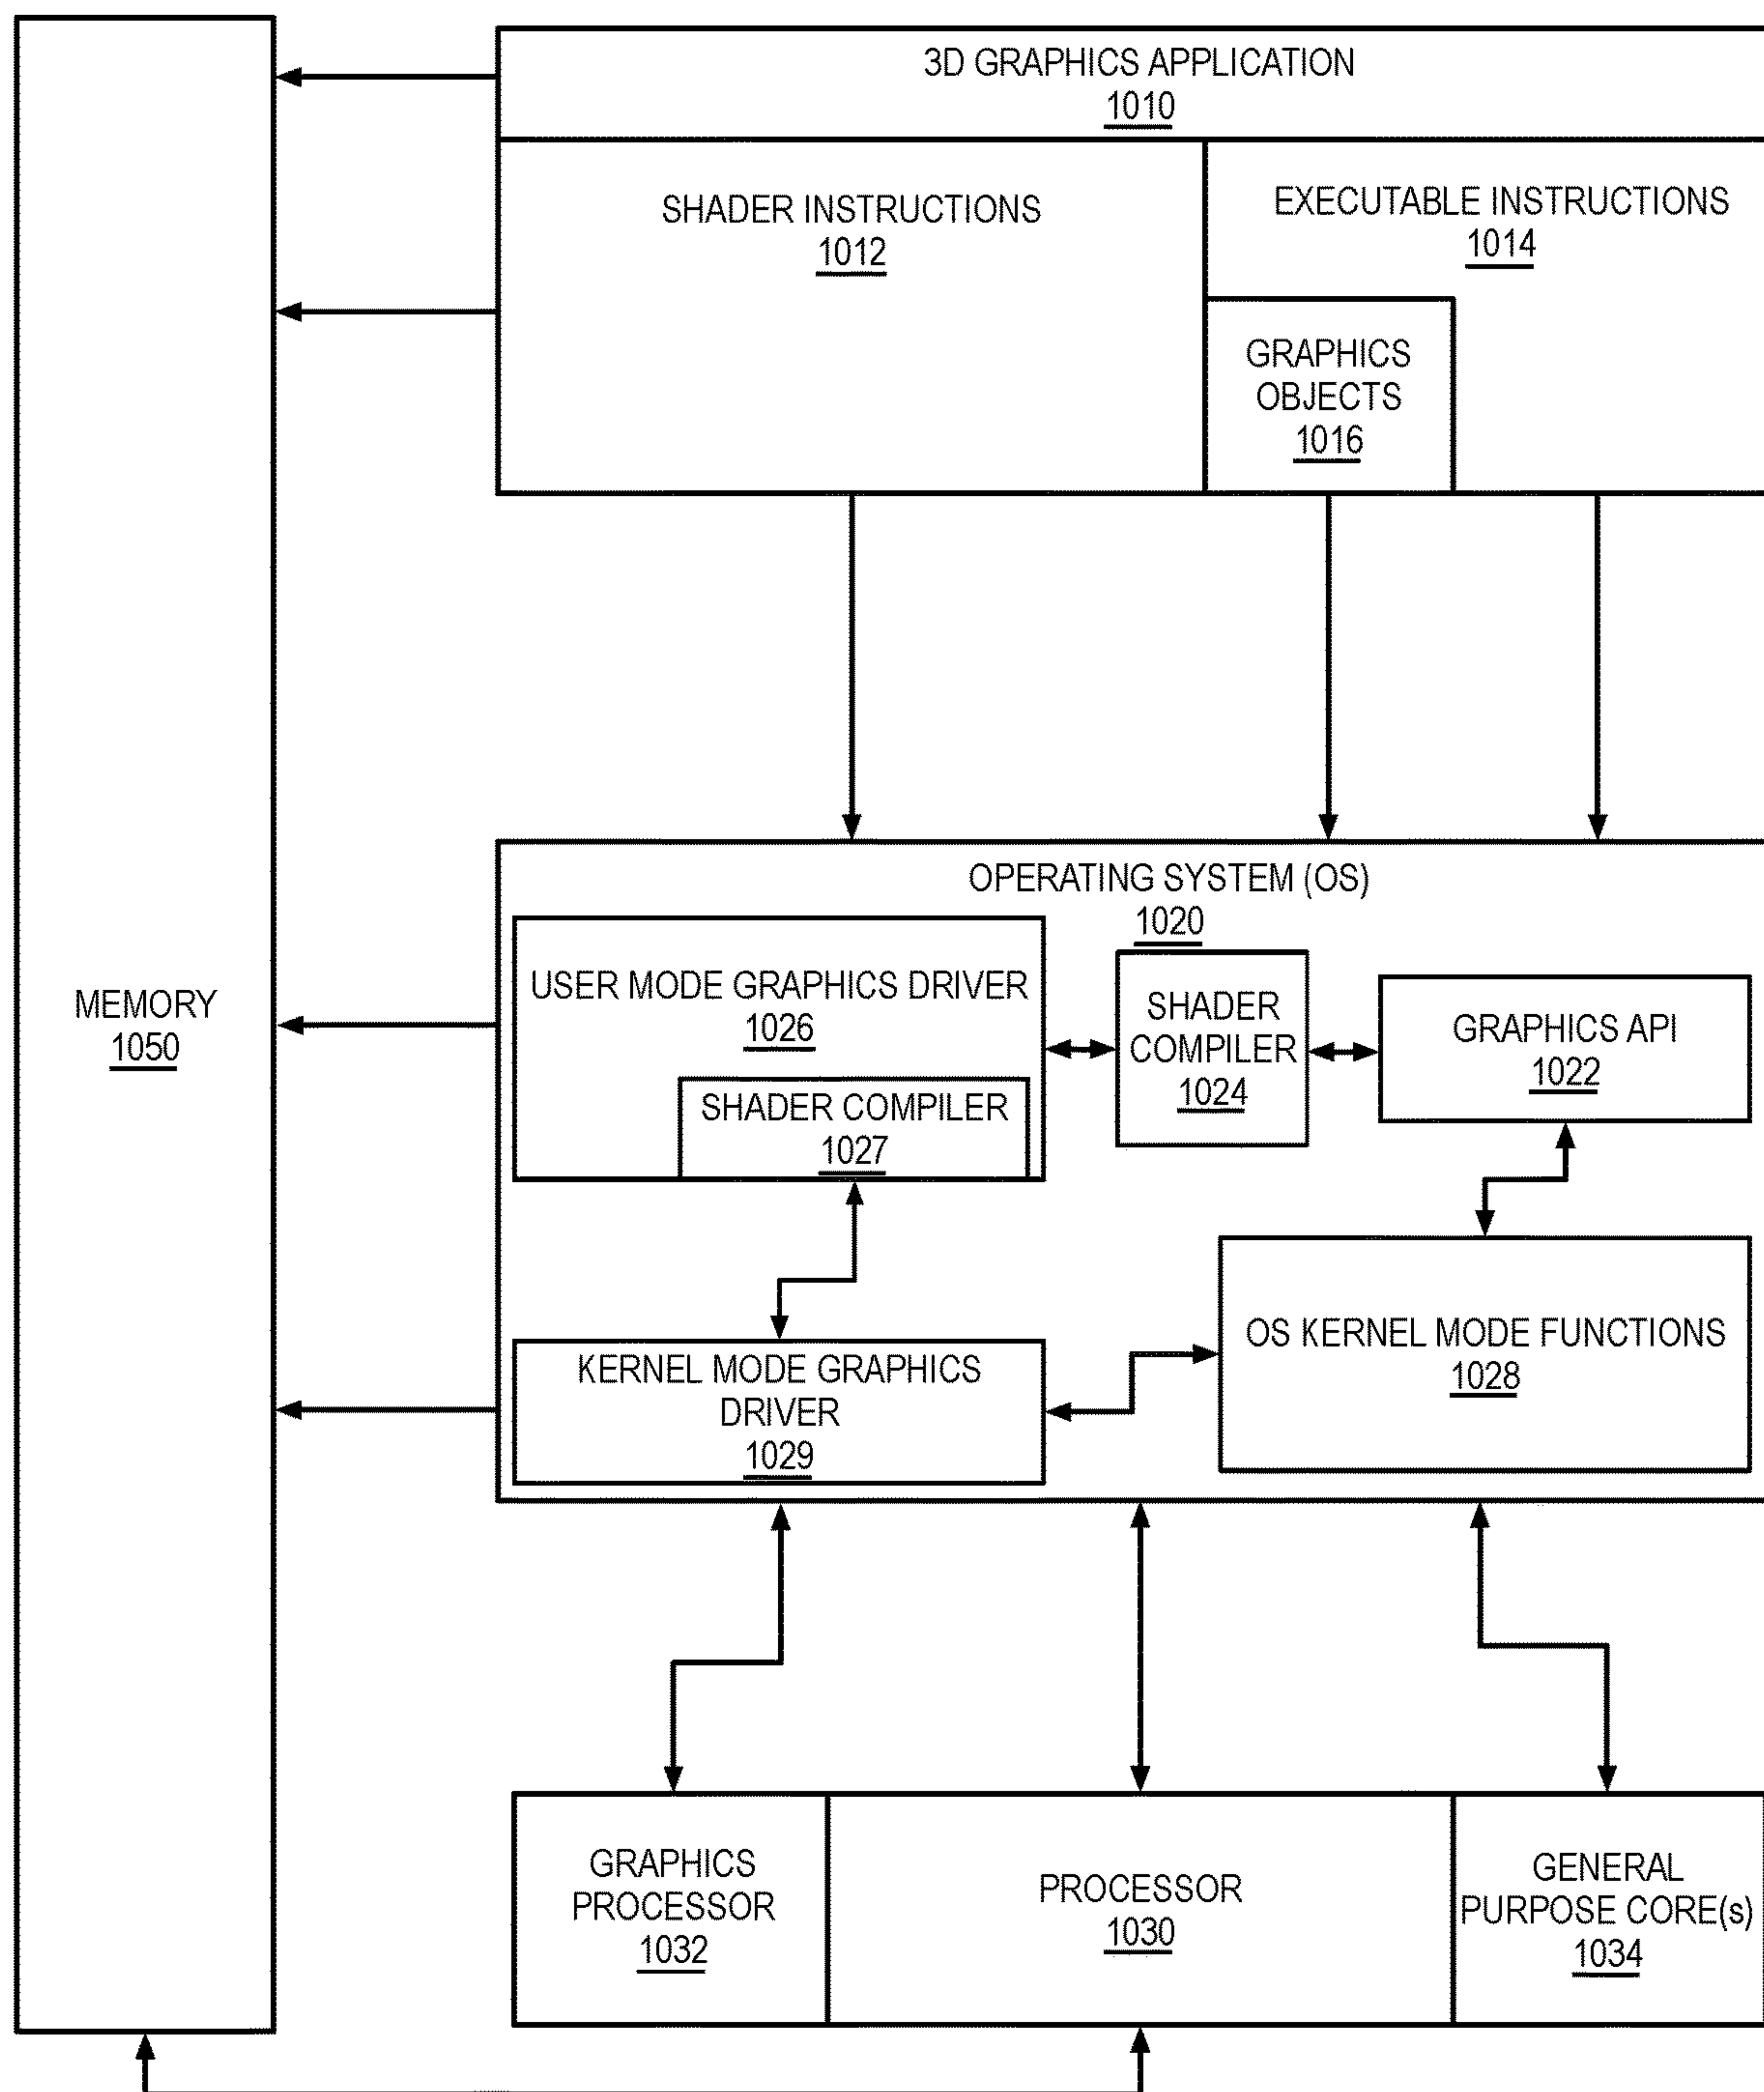 3D GRAPHICS APPLICATION
1010
SHADER INSTRUCTIONS
1012
EXECUTABLE INSTRUCTIONS
1014
GRAPHICS
OBJECTS
1016
MEMORY
1050
OPERATING SYSTEM (OS)
1020
USER MODE GRAPHICS DRIVER
1026
SHADER COMPILER
1027
SHADER
COMPILER
1024
GRAPHICS API
1022
KERNEL MODE GRAPHICS
DRIVER
1029
OS KERNEL MODE FUNCTIONS
1028
GRAPHICS
PROCESSOR
1032
PROCESSOR
1030
GENERAL
PURPOSE CORE(s)
1034